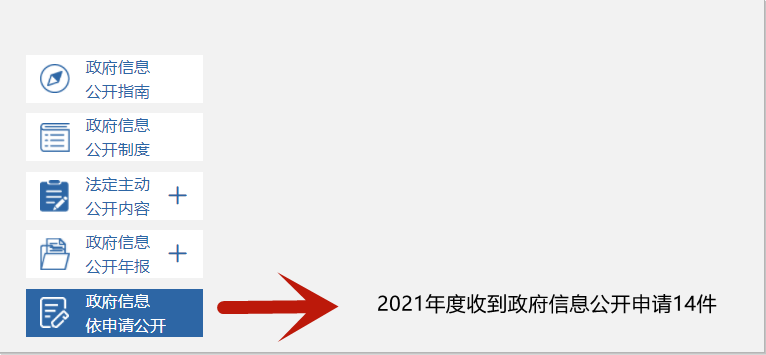 政府信息
公开指南
政府信息
公开制度
法定主动
公开内容
政府信息
公开年报
政府信息
依申请公开
2021年度收到政府信息公开申请14件